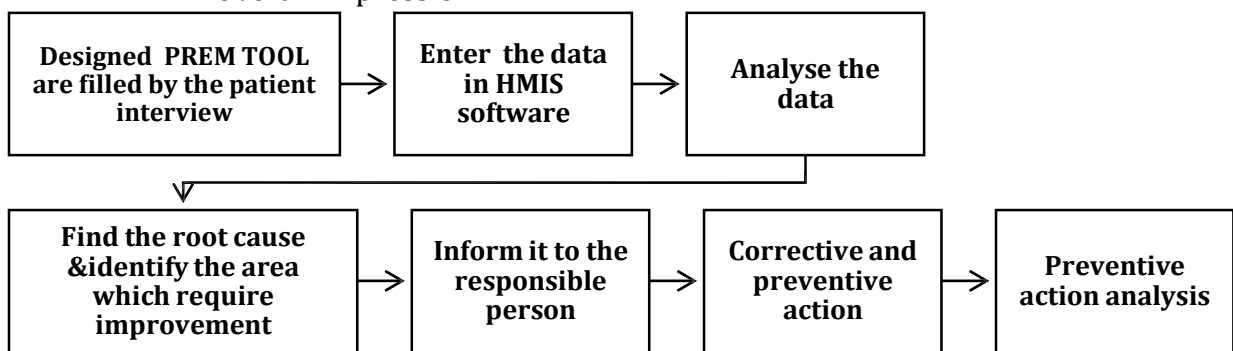 Designed PREM TOOL
are filled by the patient
interview
Enter the data
in HMIS
software
Analyse the
data
Find the root cause
&identify the area
which require
improvement
Inform it to the
responsible
person
Corrective and
preventive
action
Preventive
action analysis